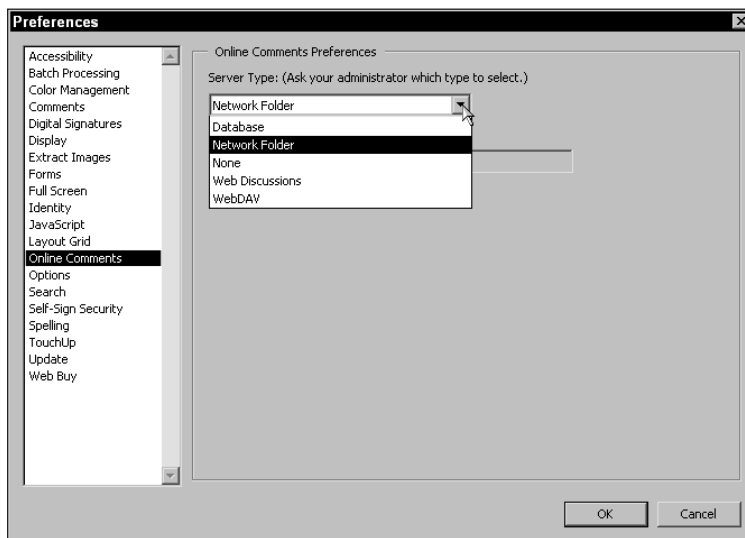 Preferences
Accessibility
Batch Processing
Color Management
Comments
Digital Signatures
Display
Extract Images
Forms
Full Screen
Identity
JavaScript
Layout Grid
Online Comments
Options
Search
Self-Sign Security
Spelling
TouchUp
Update
Web Buy
Online Comments Preferences
Server Type: (Ask your administrator which type to select.)
Network Folder
Database
Network Folder
None
Web Discussions
WebDAV
OK
Cancel